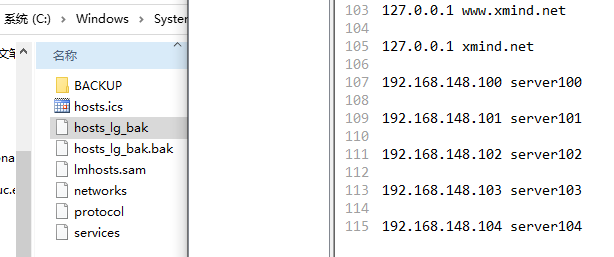 系统 (C:)
Windows
System
文笔
名称
BACKUP
hosts.ics
hosts_lg_bak
hosts_lg_bak.bak
lmhosts.sam
networks
protocol
services
ena
uc.e
103 127.0.0.1 www.xmind.net
104
105 127.0.0.1 xmind.net
106
107 192.168.148.100 server100
108
109 192.168.148.101 server101
110
111 192.168.148.102 server102
112
113 192.168.148.103 server103
114
115 192.168.148.104 server104